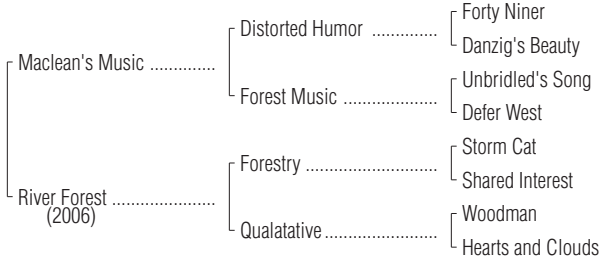 Forty Niner
Distorted Humor ..............
Danzig's Beauty
Maclean's Music ..............
Unbridled's Song
Forest Music ....................
Defer West
Storm Cat
Forestry ............................
Shared Interest
River Forest ......................
(2006)
Woodman
Qualatative........................
Hearts and Clouds